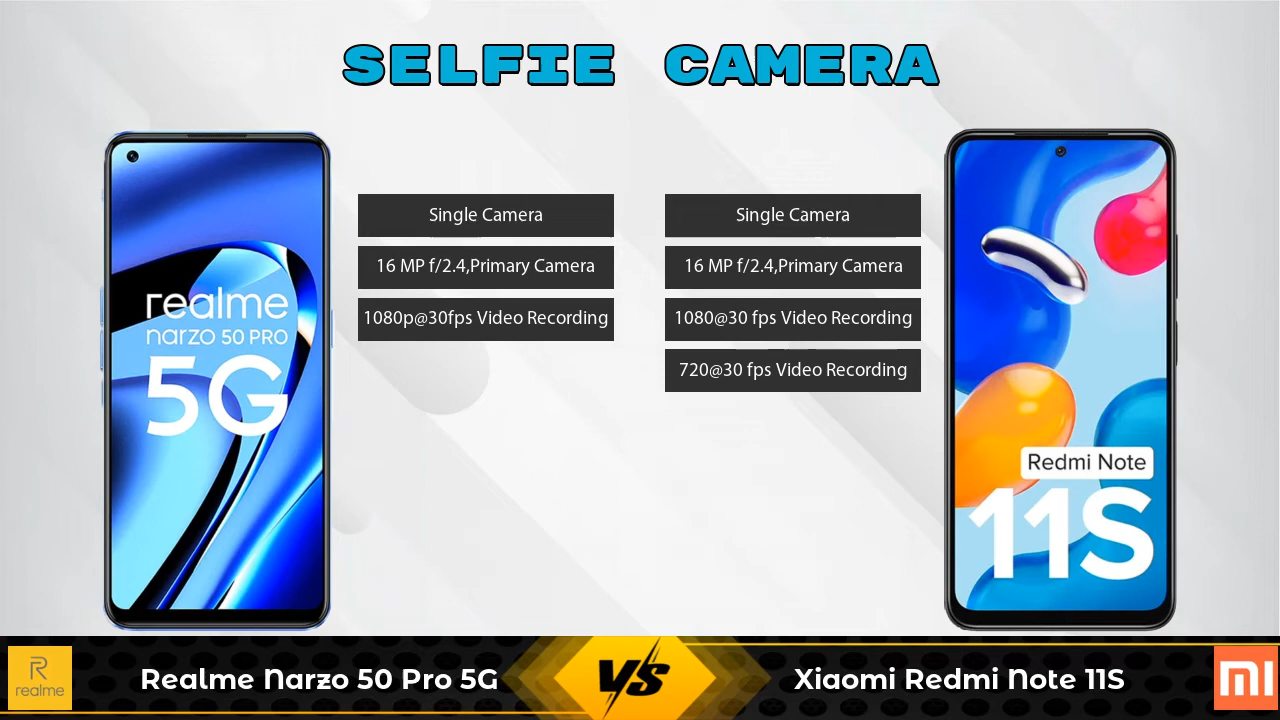 SELFIE CAMERA
realme
narzo 50 PRO
5G
Single Camera
16 MP f/2.4,Primary Camera
1080p@30fps Video Recording
Single Camera
16 MP f/2.4,Primary Camera
1080@30 fps Video Recording
720@30 fps Video Recording
Redmi Note
11S
R
realme
Realme Narzo 50 Pro 5G
VS
Xiaomi Redmi Note 11S
MI